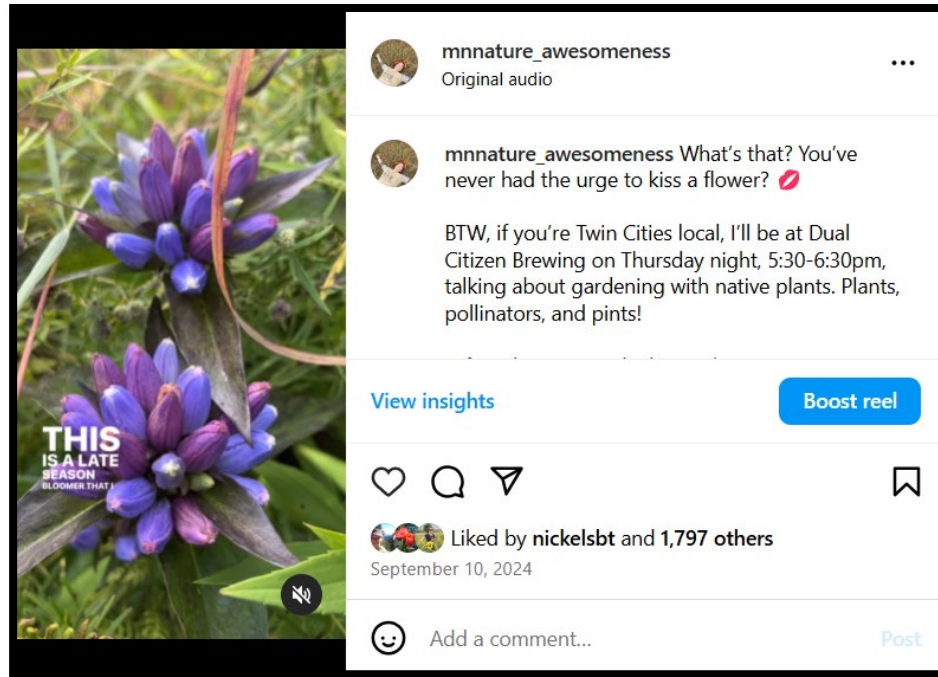 THIS
IS A LATE
SEASON
BLOOMER THAT I
mnnature_awesomeness
Original audio
mnnature_awesomeness What’s that? You’ve
never had the urge to kiss a flower? 💋
BTW, if you’re Twin Cities local, I’ll be at Dual
Citizen Brewing on Thursday night, 5:30-6:30pm,
talking about gardening with native plants. Plants,
pollinators, and pints!
View insights
Boost reel
Liked by nickelsbt and 1,797 others
September 10, 2024
Add a comment...
Post